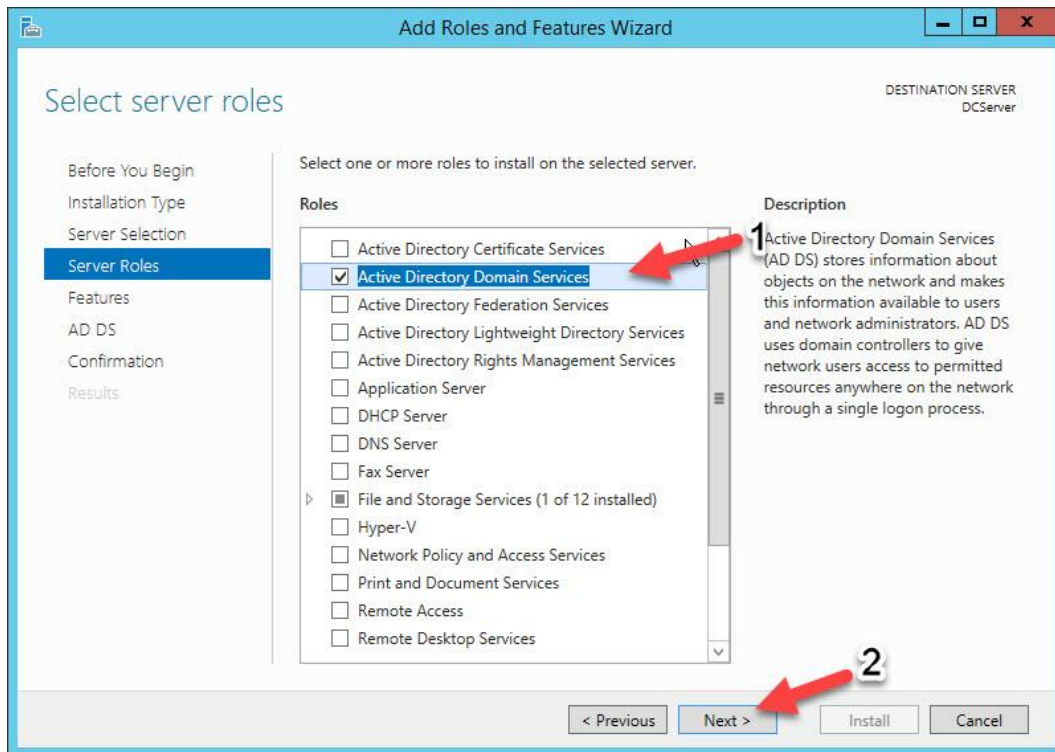 Add Roles and Features Wizard
Select server roles
DESTINATION SERVER
DCServer
Before You Begin
Installation Type
Server Selection
Server Roles
Features
AD DS
Confirmation
Results
Select one or more roles to install on the selected server.
Roles
Active Directory Certificate Services
Active Directory Domain Services
Active Directory Federation Services
Active Directory Lightweight Directory Services
Active Directory Rights Management Services
Application Server
DHCP Server
DNS Server
Fax Server
File and Storage Services (1 of 12 installed)
Hyper-V
Network Policy and Access Services
Print and Document Services
Remote Access
Remote Desktop Services
1
Description
Active Directory Domain Services
(AD DS) stores information about
objects on the network and makes
this information available to users
and network administrators. AD DS
uses domain controllers to give
network users access to permitted
resources anywhere on the network
through a single logon process.
2
< Previous
Next >
Install
Cancel